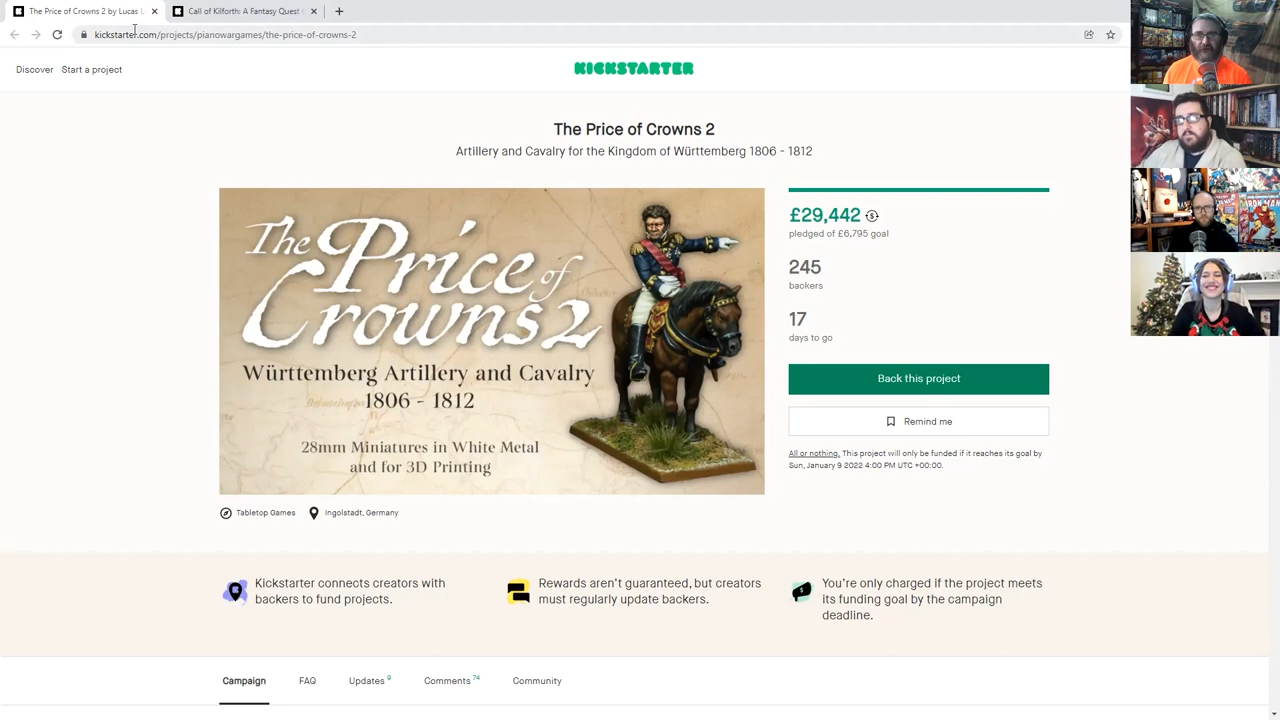 The Price of Crowns 2 by Lucas L
Call of Kilforth: A Fantasy Quest
kickstarter.com/projects/pianowargames/the-price-of-crowns-2
Discover
Start a project
KICKSTARTER
The Price of Crowns 2
Artillery and Cavalry for the Kingdom of Württemberg 1806 - 1812
The Price of
Crowns 2
Württemberg Artillery and Cavalry
1806 - 1812
28mm Miniatures in White Metal
and for 3D Printing
£29,442
pledged of £6,795 goal
245
backers
17
days to go
Back this project
Remind me
All or nothing. This project will only be funded if it reaches its goal by
Sun, January 9 2022 4:00 PM UTC +00:00.
Tabletop Games
Ingolstadt, Germany
Kickstarter connects creators with
backers to fund projects.
Rewards aren't guaranteed, but creators
must regularly update backers.
You're only charged if the project meets
its funding goal by the campaign
deadline.
Campaign
FAQ
Updates 9
Comments 74
Community
IRON MAN